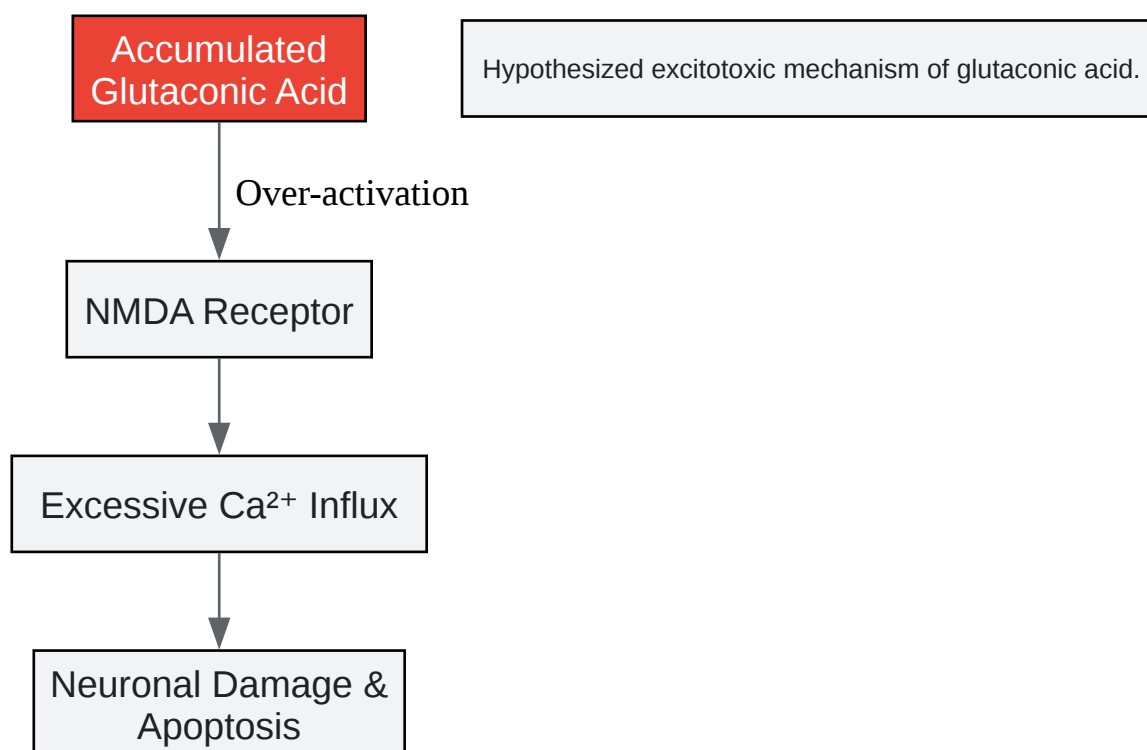 Accumulated
Glutaconic Acid
Hypothesized excitotoxic mechanism of glutaconic acid.
Over-activation
NMDA Receptor
Excessive Ca²⁺ Influx
Neuronal Damage &
Apoptosis